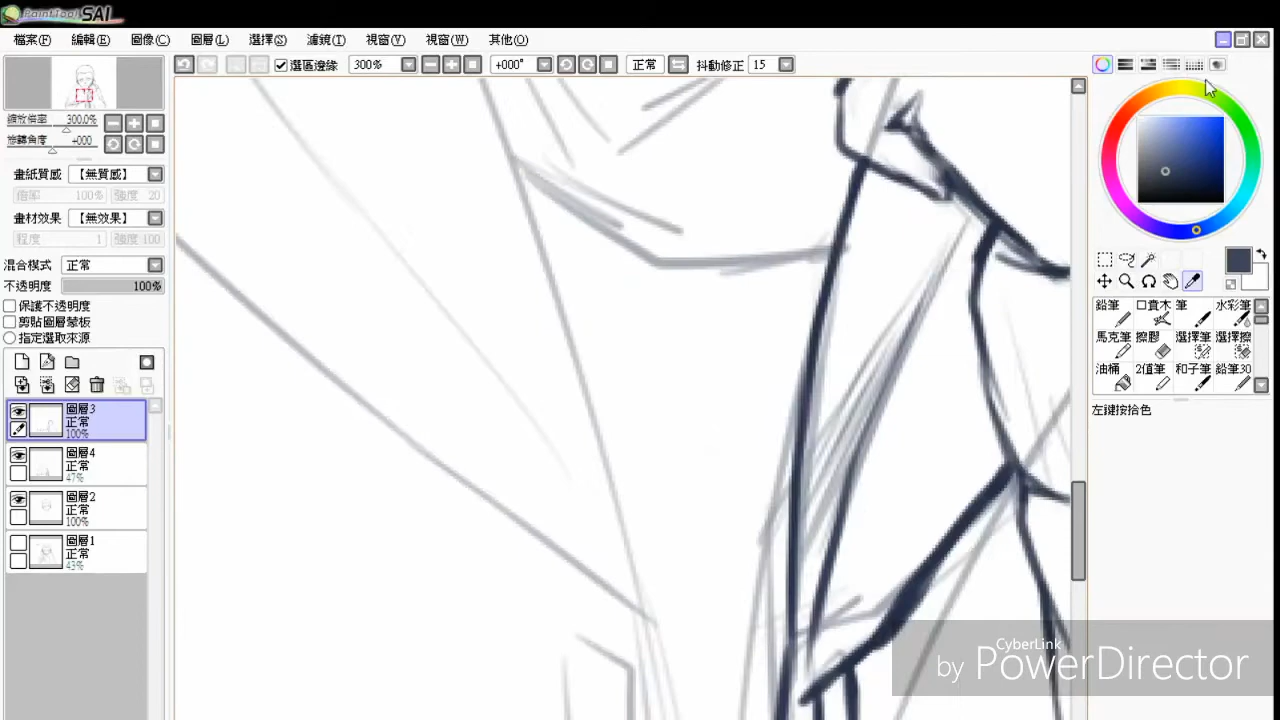 PaintTool SAI
檔案(F) 編輯(E) 圖像(C) 圖層(L) 選擇(S) 濾鏡(T) 視窗(V) 視窗(W) 其他(O)
選區邊緣 300% +000° 正常 抖動修正 15
縮放倍率 300.0%
旋轉角度 +000
畫紙質感 【無質感】
倍率 100% 強度 20
畫材效果 【無效果】
程度 1 強度 100
混合模式 正常
不透明度 100%
保護不透明度
剪貼圖層蒙板
指定選取來源
圖層3
正常
100%
圖層4
正常
47%
圖層2
正常
100%
圖層1
正常
43%
鉛筆 筆 水彩筆
馬克筆 擦膠 選擇筆 選擇擦
油桶 2值筆 和子筆 鉛筆30
左鍵按拾色
CyberLink
by PowerDirector